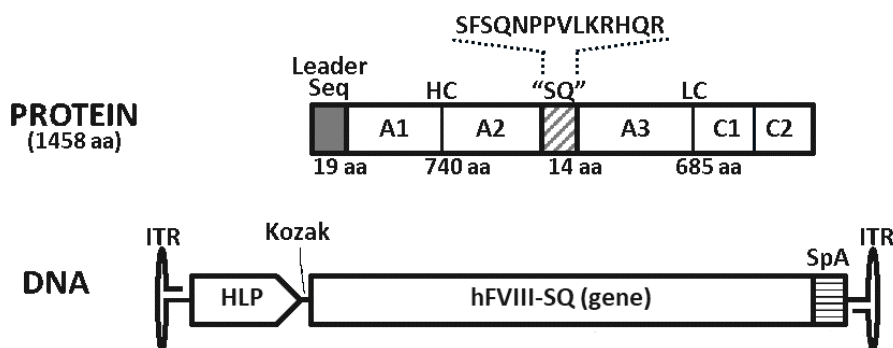 SFSQNPPVLKRHQR
Leader
Seq
HC
"SQ"
LC
PROTEIN
(1458 aa)
A1
A2
A3
C1
C2
19 aa
740 aa
14 aa
685 aa
ITR
Kozak
ITR
SpA
DNA
HLP
hFVIII-SQ (gene)